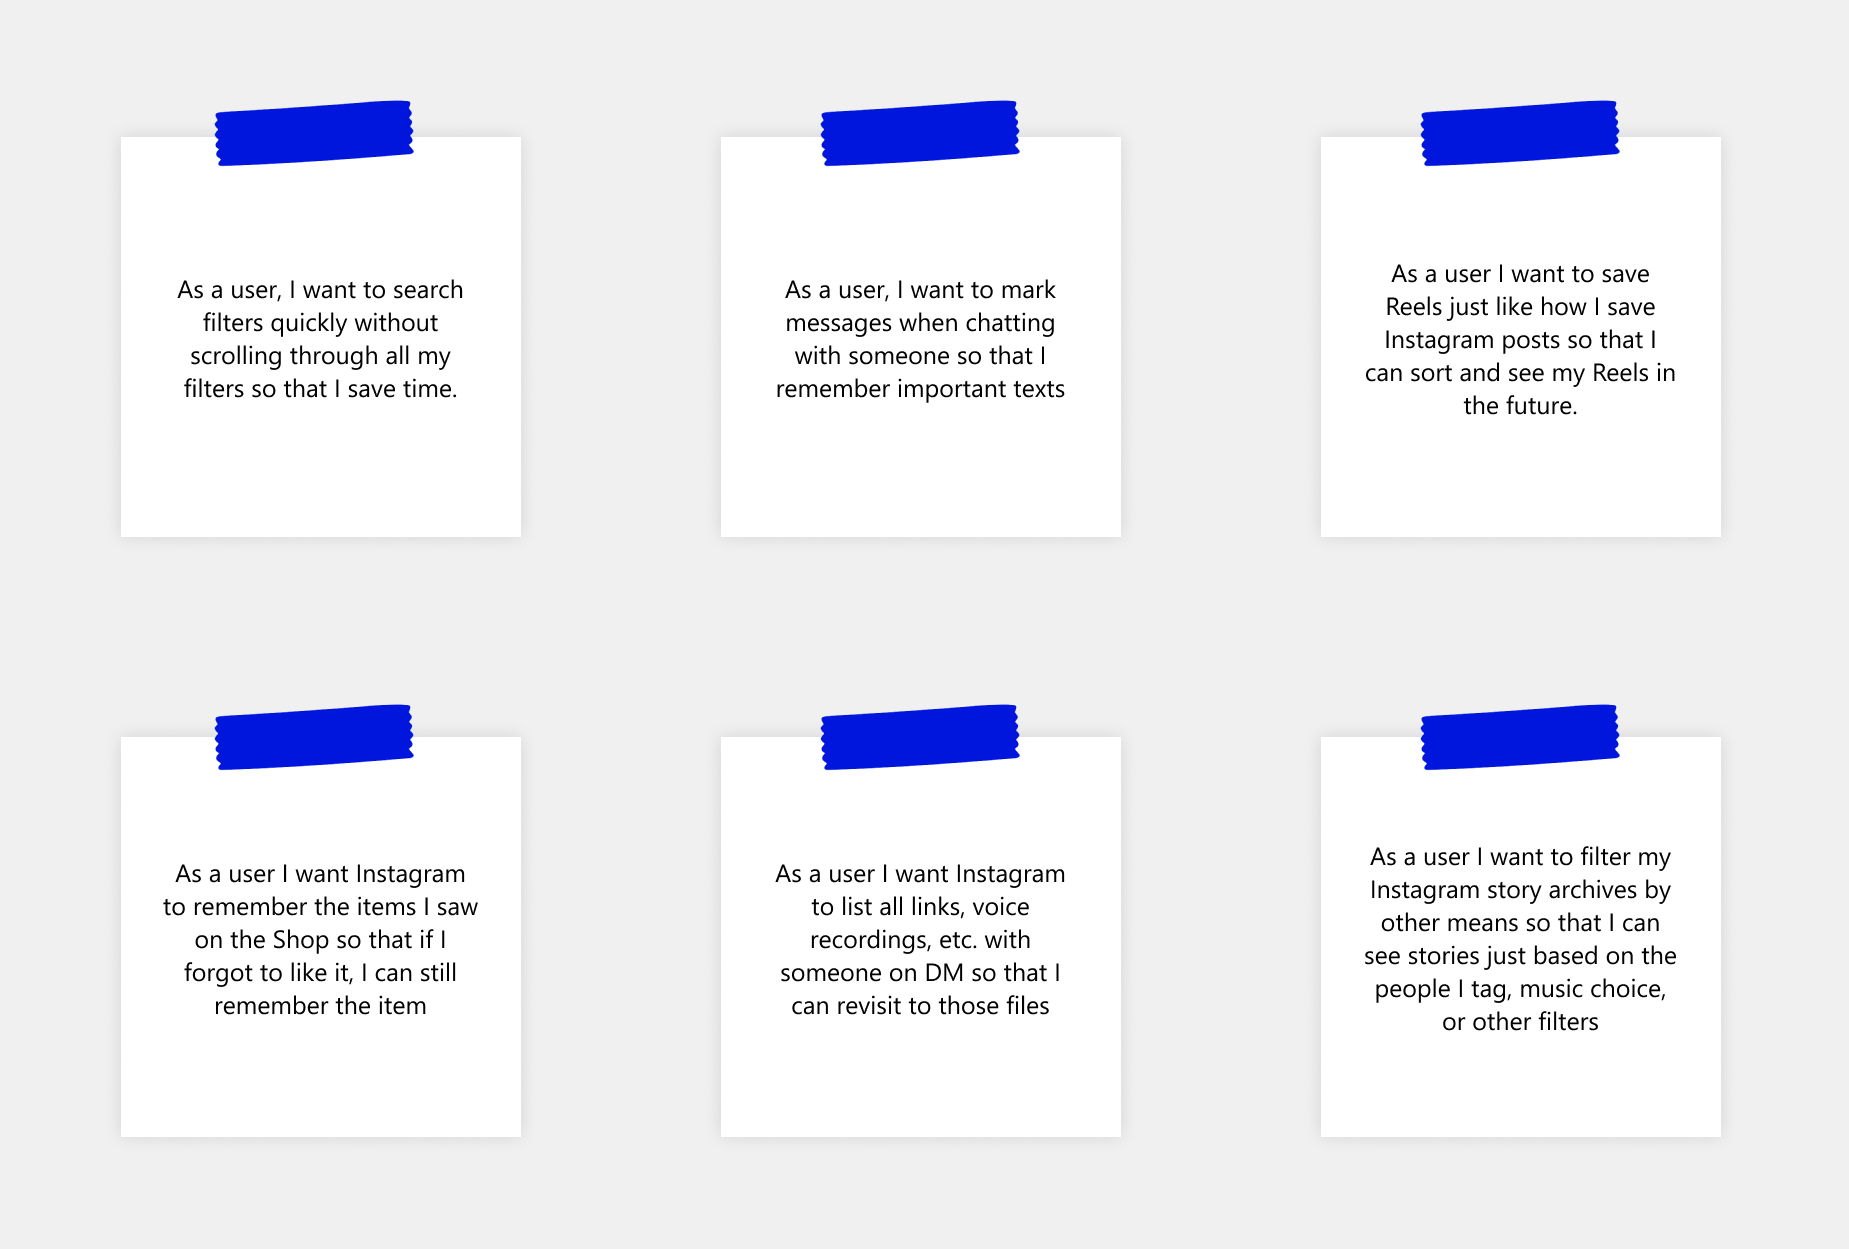 As a user, I want to search
filters quickly without
scrolling through all my
filters so that I save time.
As a user, I want to mark
messages when chatting
with someone so that I
remember important texts
As a user I want to save
Reels just like how I save
Instagram posts so that I
can sort and see my Reels in
the future.
As a user I want Instagram
to remember the items I saw
on the Shop so that if I
forgot to like it, I can still
remember the item
As a user I want Instagram
to list all links, voice
recordings, etc. with
someone on DM so that I
can revisit to those files
As a user I want to filter my
Instagram story archives by
other means so that I can
see stories just based on the
people I tag, music choice,
or other filters